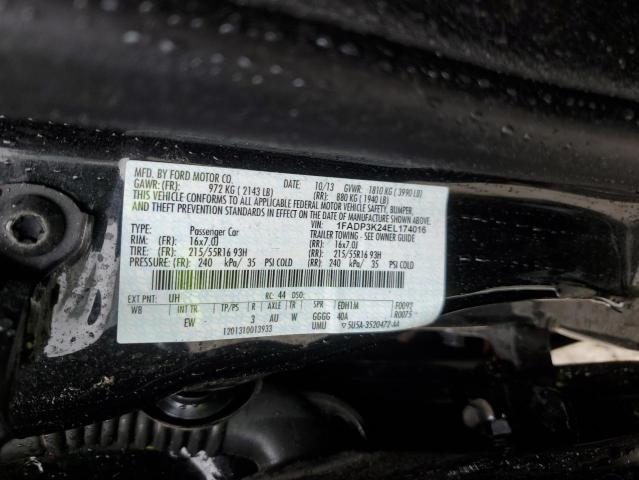 MFD. BY FORD MOTOR CO.
DATE: 10/13 GVWR: 1810 KG ( 3990 LB)
GAWR: (FR): 972 KG ( 2143 LB) (RR): 880 KG ( 1940 LB)
THIS VEHICLE CONFORMS TO ALL APPLICABLE FEDERAL MOTOR VEHICLE SAFETY, BUMPER,
AND THEFT PREVENTION STANDARDS IN EFFECT ON THE DATE OF MANUFACTURE SHOWN ABOVE.
VIN: 1FADP3K24EL174016
TYPE: Passenger Car TRAILER TOWING - SEE OWNER GUIDE
RIM: (FR) 16x7.0J (RR): 16x7.0J
TIRE: (FR) 215/55R16 93H (RR): 215/55R16 93H
PRESSURE: (FR) 240 kPa/ 35 PSI COLD (RR): 240 kPa/ 35 PSI COLD
EXT PNT: UH RC: 44 DSO:
WB INT TR TP/PS R AXLE TR SPR EDH1M F0092
EW 3 AU W GGGG 40A R0075
1201310013933 UMU ▽ 5U5A-3520472-AA